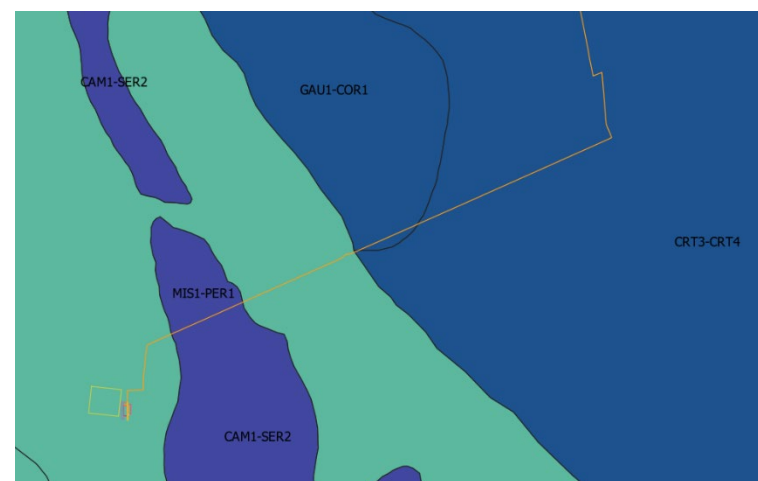 CAM1-SER2
GAU1-COR1
CRT3-CRT4
MIS1-PER1
CAM1-SER2